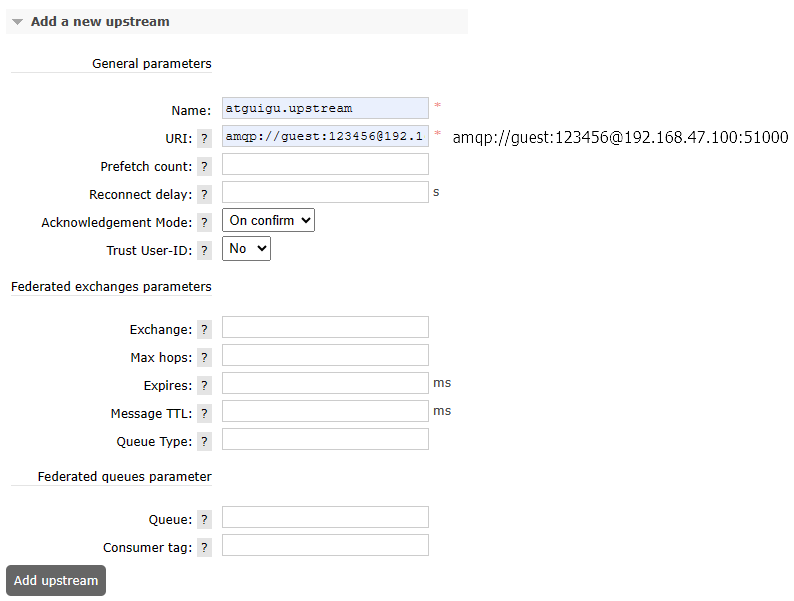 Add a new upstream
General parameters
Name: atguigu.upstream *
URI: ? amqp://guest:123456@192.1 * amqp://guest:123456@192.168.47.100:51000
Prefetch count: ?
Reconnect delay: ? s
Acknowledgement Mode: ? On confirm
Trust User-ID: ? No
Federated exchanges parameters
Exchange: ?
Max hops: ?
Expires: ? ms
Message TTL: ? ms
Queue Type: ?
Federated queues parameter
Queue: ?
Consumer tag: ?
Add upstream